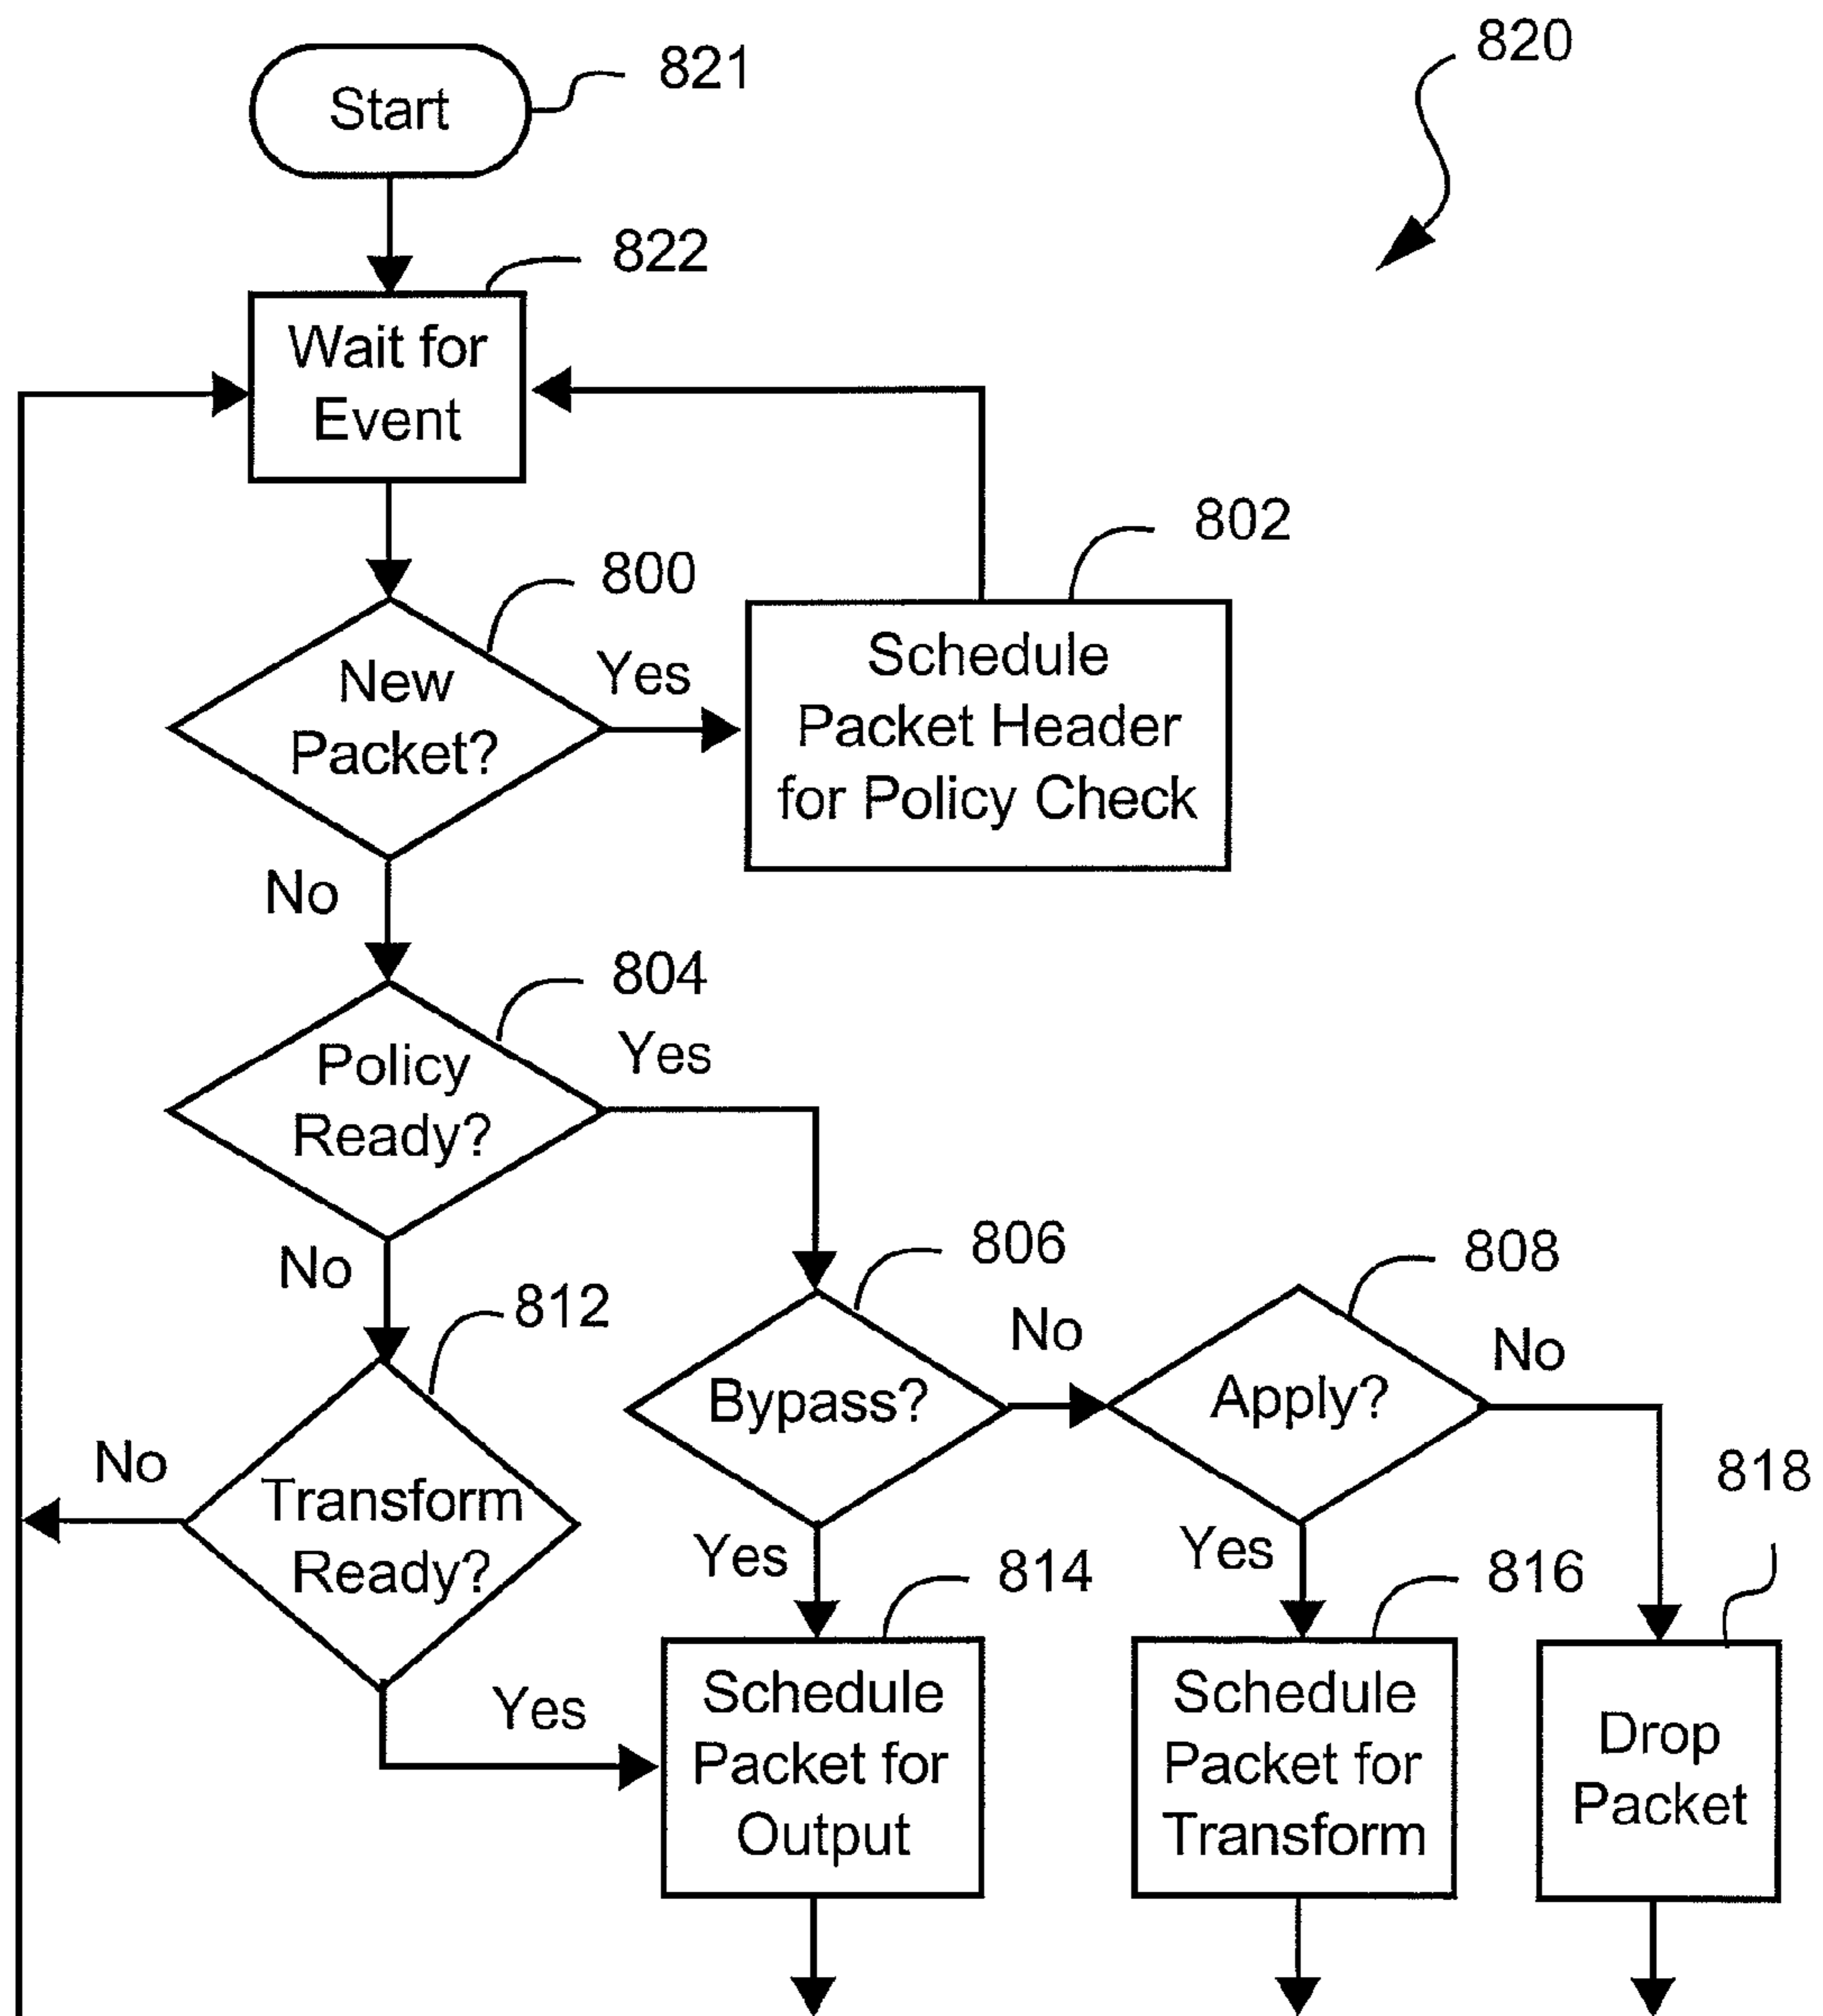 820
821
Start
822
Wait for
Event
800
802
New
Packet?
Yes
Schedule
Packet Header
for Policy Check
No
804
Policy
Ready?
Yes
No
812
806
808
Bypass?
No
Apply?
No
818
No
Transform
Ready?
Yes
814
Yes
816
Yes
Schedule
Packet for
Output
Schedule
Packet for
Transform
Drop
Packet